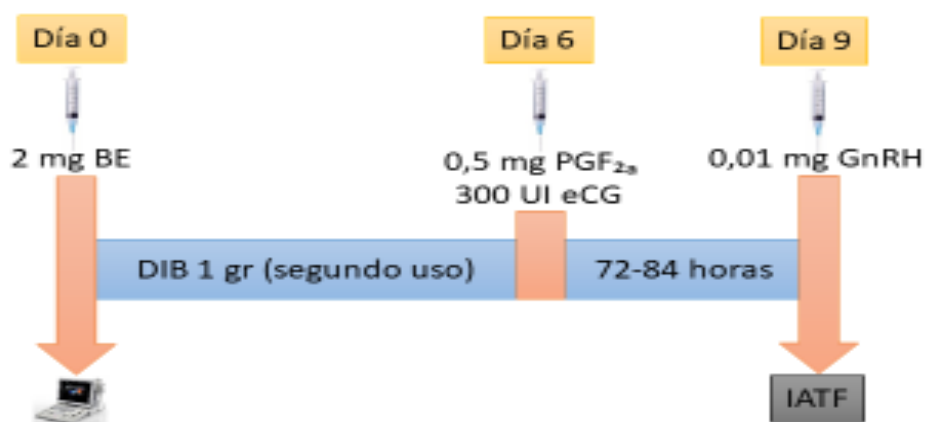 Día 0
Día 6
Día 9
2 mg BE
0,5 mg PGF₂ₐ
300 UI eCG
0,01 mg GnRH
DIB 1 gr (segundo uso)
72-84 horas
IATF